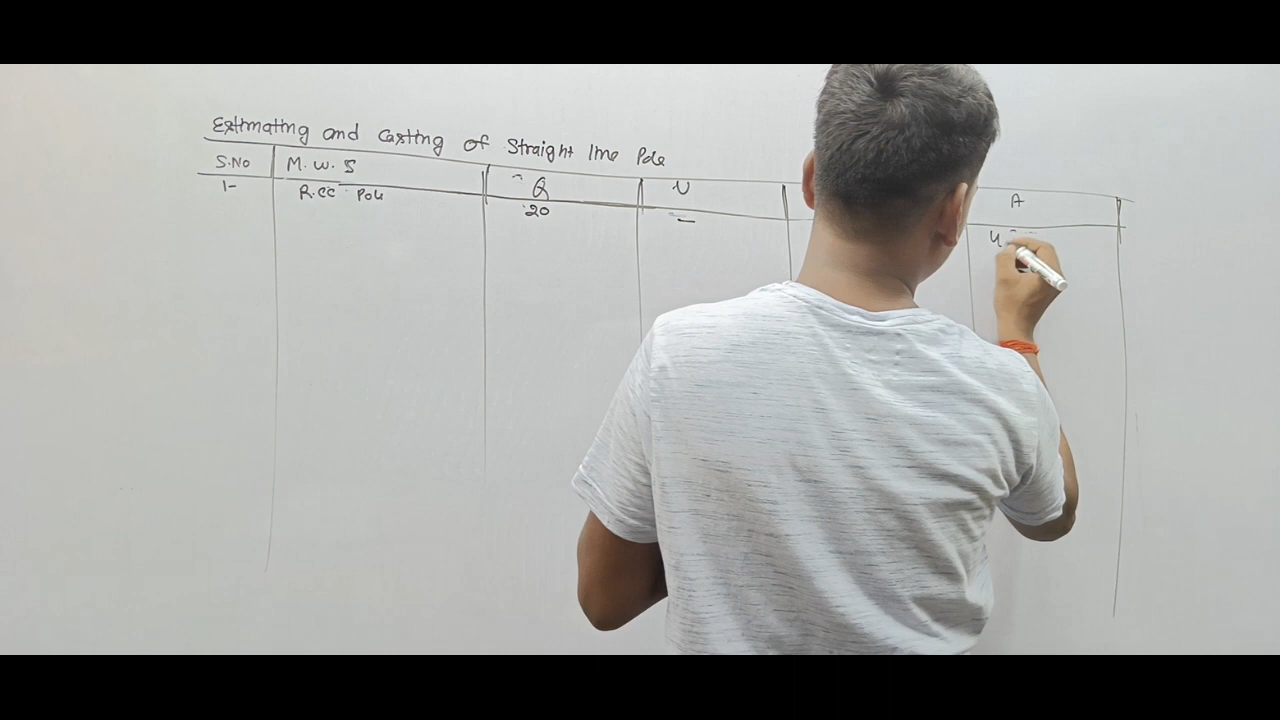 Estimating and Costing of Straight line Pole
S.No M. W. S Q U A
1- R.CC Pole 20 –